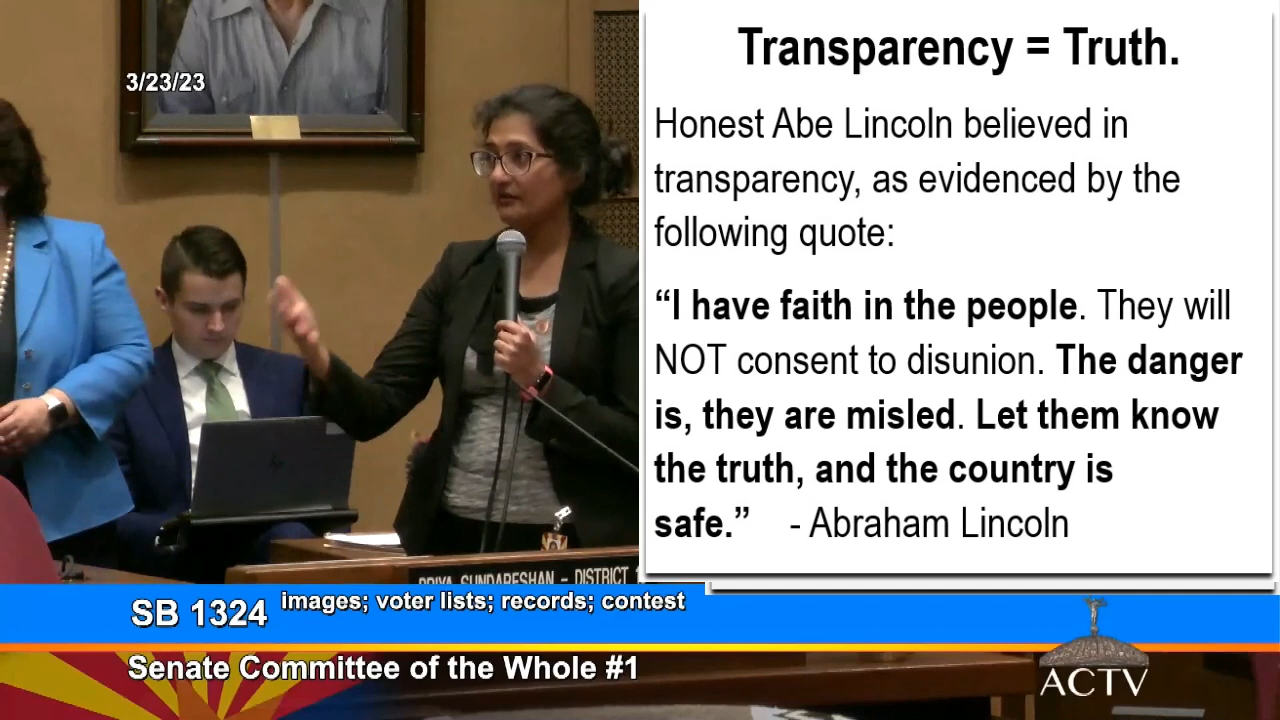 3/23/23
Transparency = Truth.
Honest Abe Lincoln believed in
transparency, as evidenced by the
following quote:
“I have faith in the people. They will
NOT consent to disunion. The danger
is, they are misled. Let them know
the truth, and the country is
safe.” - Abraham Lincoln
PRIYA SUNDARESHAN - DISTRICT
SB 1324 images; voter lists; records; contest
Senate Committee of the Whole #1
ACTV